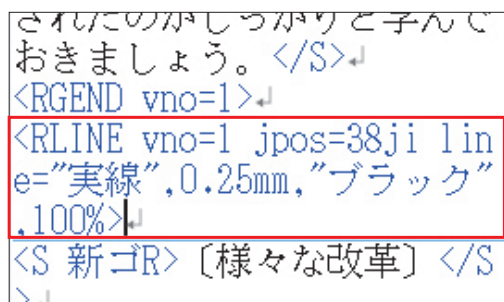 されたのかしっかりと学んで
おきましょう。</S>↲
<RGEND vno=1>↲
<RLINE vno=1 jpos=38ji lin
e="実線",0.25mm,"ブラック"
,100%>↲
<S 新ゴR>〔様々な改革〕</S
>↲